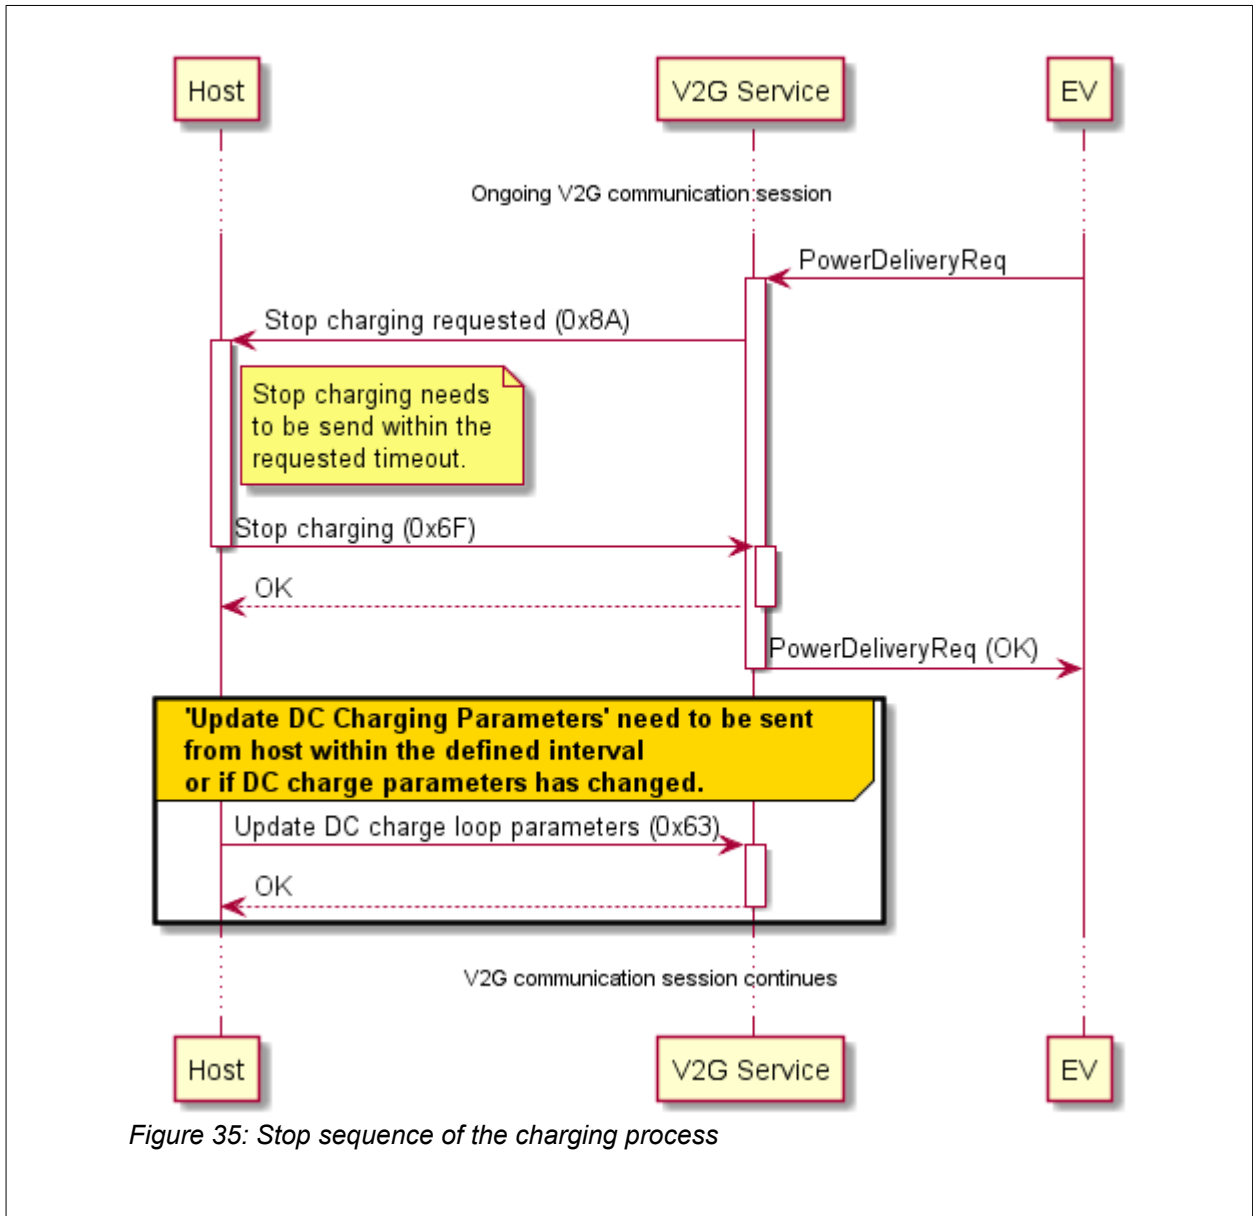 Host
V2G Service
EV
Ongoing V2G communication session
PowerDeliveryReq
Stop charging requested (0x8A)
Stop charging needs
to be send within the
requested timeout.
Stop charging (0x6F)
OK
PowerDeliveryReq (OK)
'Update DC Charging Parameters' need to be sent
from host within the defined interval
or if DC charge parameters has changed.
Update DC charge loop parameters (0x63)
OK
V2G communication session continues
Host
V2G Service
EV
Figure 35: Stop sequence of the charging process